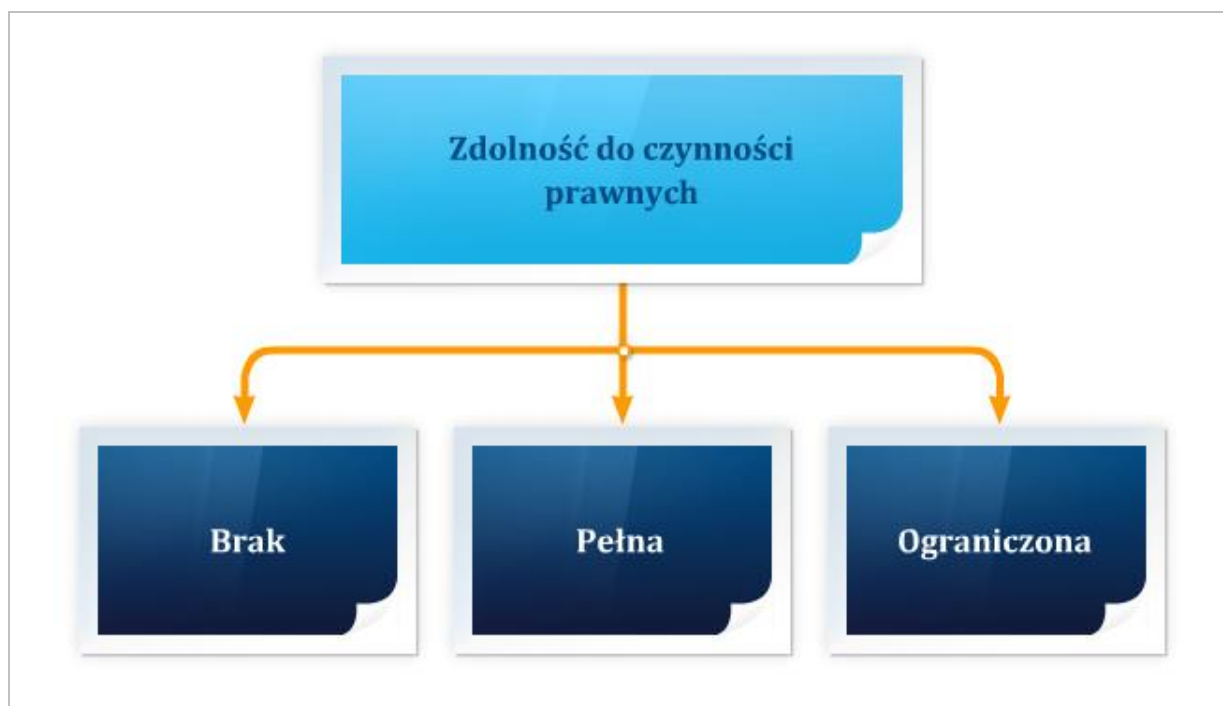 Zdolność do czynności
prawnych
Brak
Pełna
Ograniczona